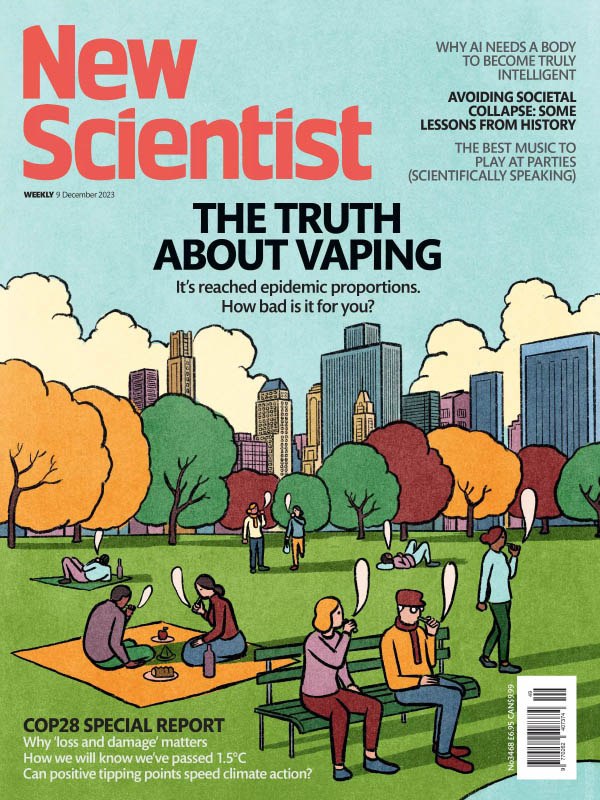 New
Scientist
WEEKLY 9 December 2023
WHY AI NEEDS A BODY
TO BECOME TRULY
INTELLIGENT
AVOIDING SOCIETAL
COLLAPSE: SOME
LESSONS FROM HISTORY
THE BEST MUSIC TO
PLAY AT PARTIES
(SCIENTIFICALLY SPEAKING)
THE TRUTH
ABOUT VAPING
It's reached epidemic proportions.
How bad is it for you?
COP28 SPECIAL REPORT
Why 'loss and damage' matters
How we will know we've passed 1.5°C
Can positive tipping points speed climate action?
No3468 £6.95 CAN$9.99
49
9 770262 407374